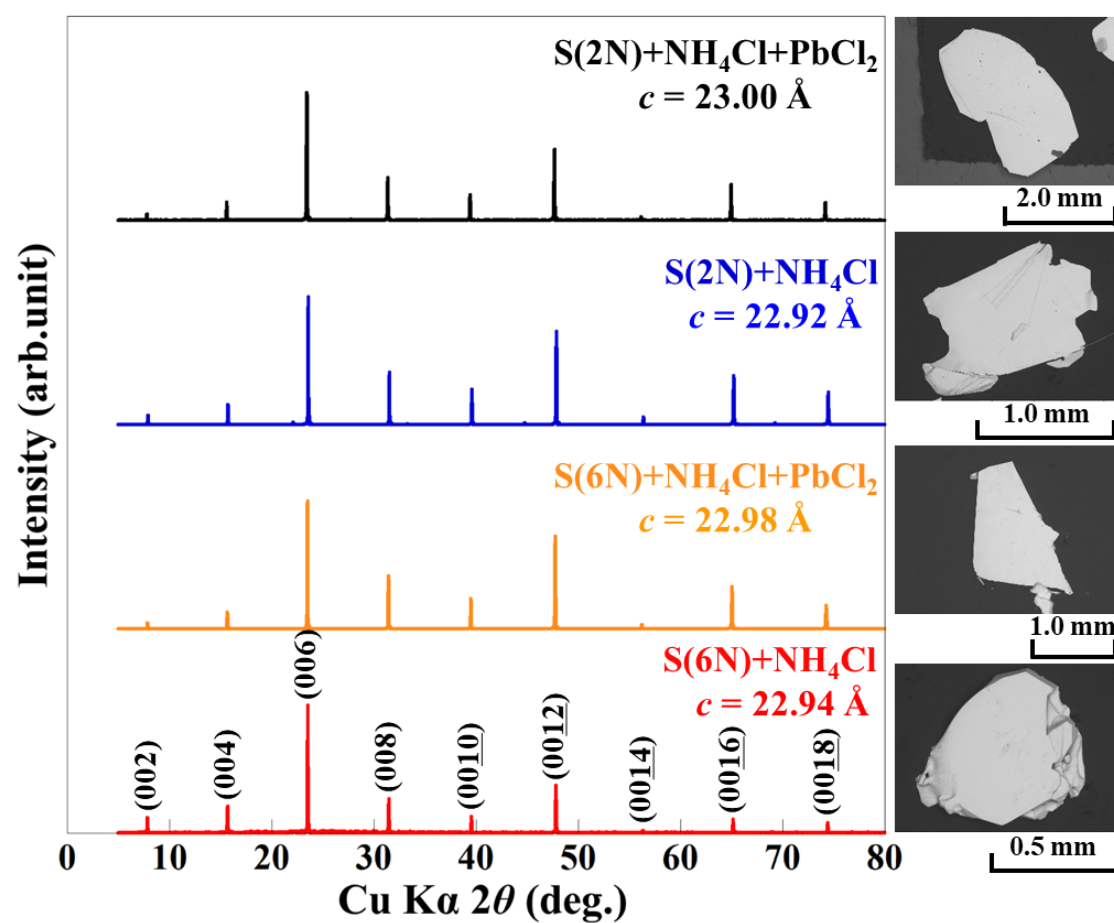 S(2N)+NH₄Cl+PbCl₂
c = 23.00 Å
2.0 mm
S(2N)+NH₄Cl
c = 22.92 Å
1.0 mm
S(6N)+NH₄Cl+PbCl₂
c = 22.98 Å
1.0 mm
S(6N)+NH₄Cl
c = 22.94 Å
0.5 mm
(002)
(004)
(006)
(008)
(0010)
(0012)
(0014)
(0016)
(0018)
0 10 20 30 40 50 60 70 80
Cu Kα 2θ (deg.)
Intensity (arb.unit)